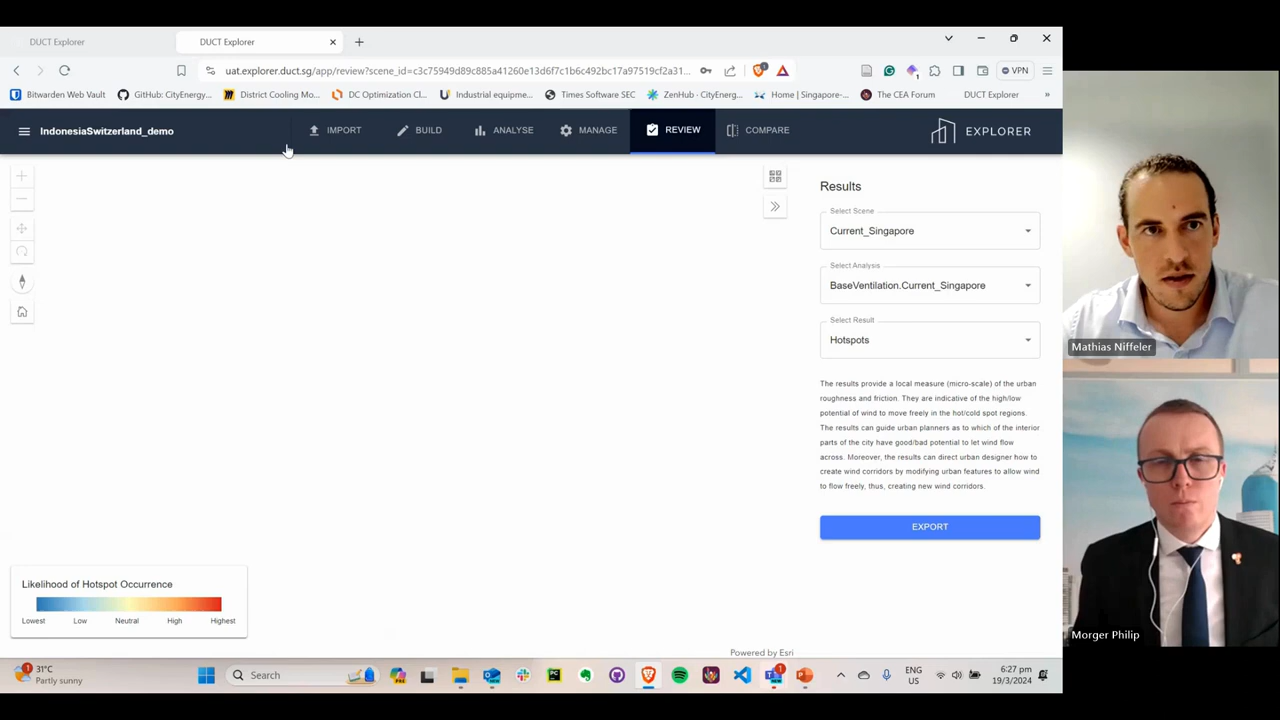 DUCT Explorer
DUCT Explorer
uat.explorer.duct.sg/app/review?scene_id=c3c75949d89c885a41260e13d6f7c1b6c492bc17a97519cf2a31...
VPN
Bitwarden Web Vault
GitHub: CityEnergy...
District Cooling Mo...
DC Optimization Cl...
Industrial equipme...
Times Software SEC
ZenHub · CityEnerg...
Home | Singapore-...
The CEA Forum
DUCT Explorer
IndonesiaSwitzerland_demo
IMPORT
BUILD
ANALYSE
MANAGE
REVIEW
COMPARE
EXPLORER
Results
Select Scene
Current_Singapore
Select Analysis
BaseVentilation.Current_Singapore
Select Result
Hotspots
The results provide a local measure (micro-scale) of the urban
roughness and friction. They are indicative of the high/low
potential of wind to move freely in the hot/cold spot regions.
The results can guide urban planners as to which of the interior
parts of the city have good/bad potential to let wind flow
across. Moreover, the results can direct urban designer how to
create wind corridors by modifying urban features to allow wind
to flow freely, thus, creating new wind corridors.
EXPORT
Likelihood of Hotspot Occurrence
Lowest Low Neutral High Highest
Powered by Esri
Mathias Niffeler
Morger Philip
31°C
Partly sunny
Search
ENG
US
6:27 pm
19/3/2024